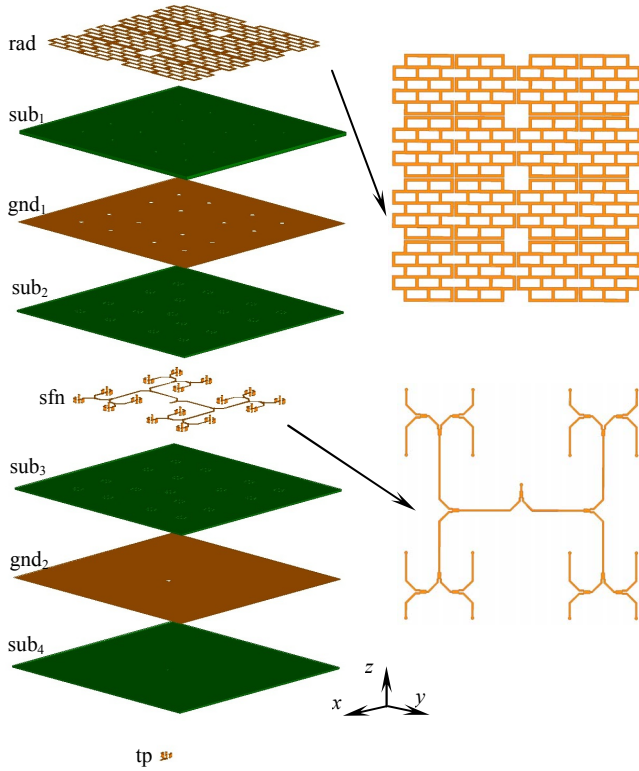 rad
sub₁
gnd₁
sub₂
sfn
sub₃
gnd₂
sub₄
z
x
y
tp